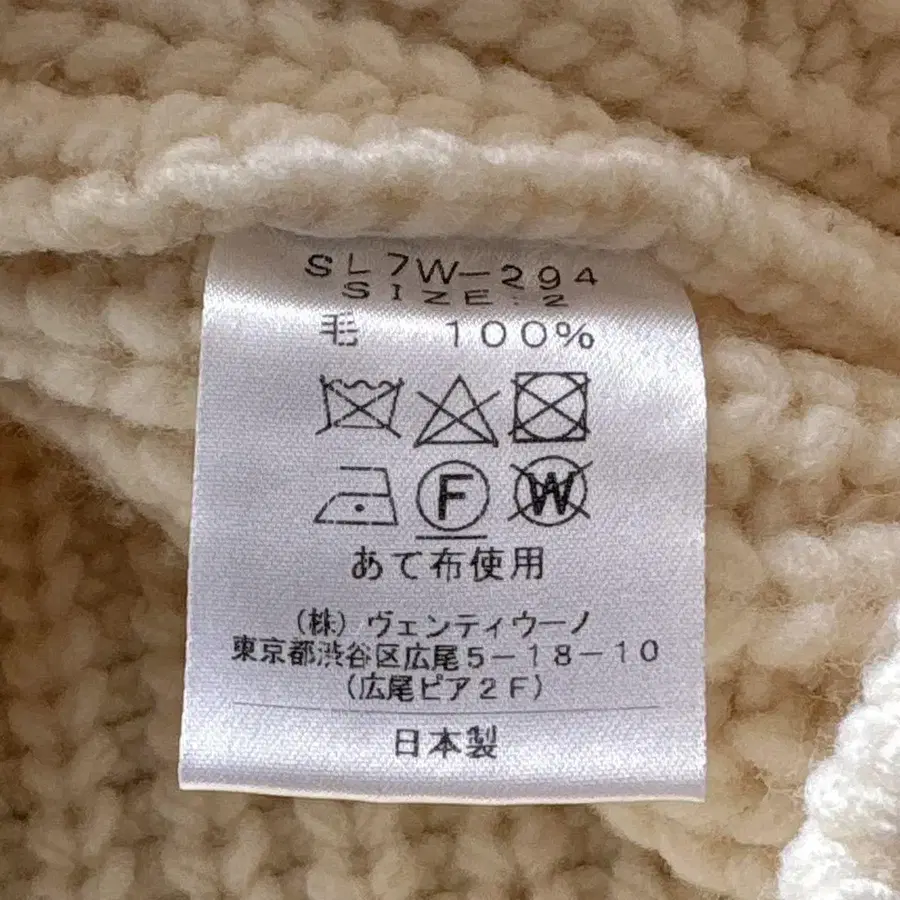 SL7W-294
SIZE:2
毛 100%
F W
あて布使用
(株)ヴェンティウーノ
東京都渋谷区広尾5-18-10
(広尾ピア2F)
日本製